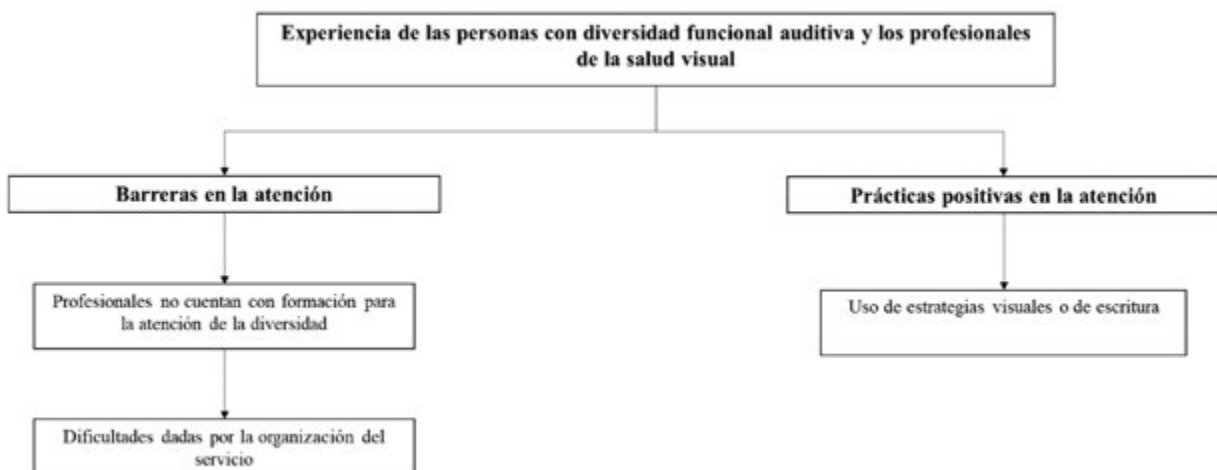 Experiencia de las personas con diversidad funcional auditiva y los profesionales
de la salud visual
Barreras en la atención
Prácticas positivas en la atención
Profesionales no cuentan con formación para
la atención de la diversidad
Uso de estrategias visuales o de escritura
Dificultades dadas por la organización del
servicio